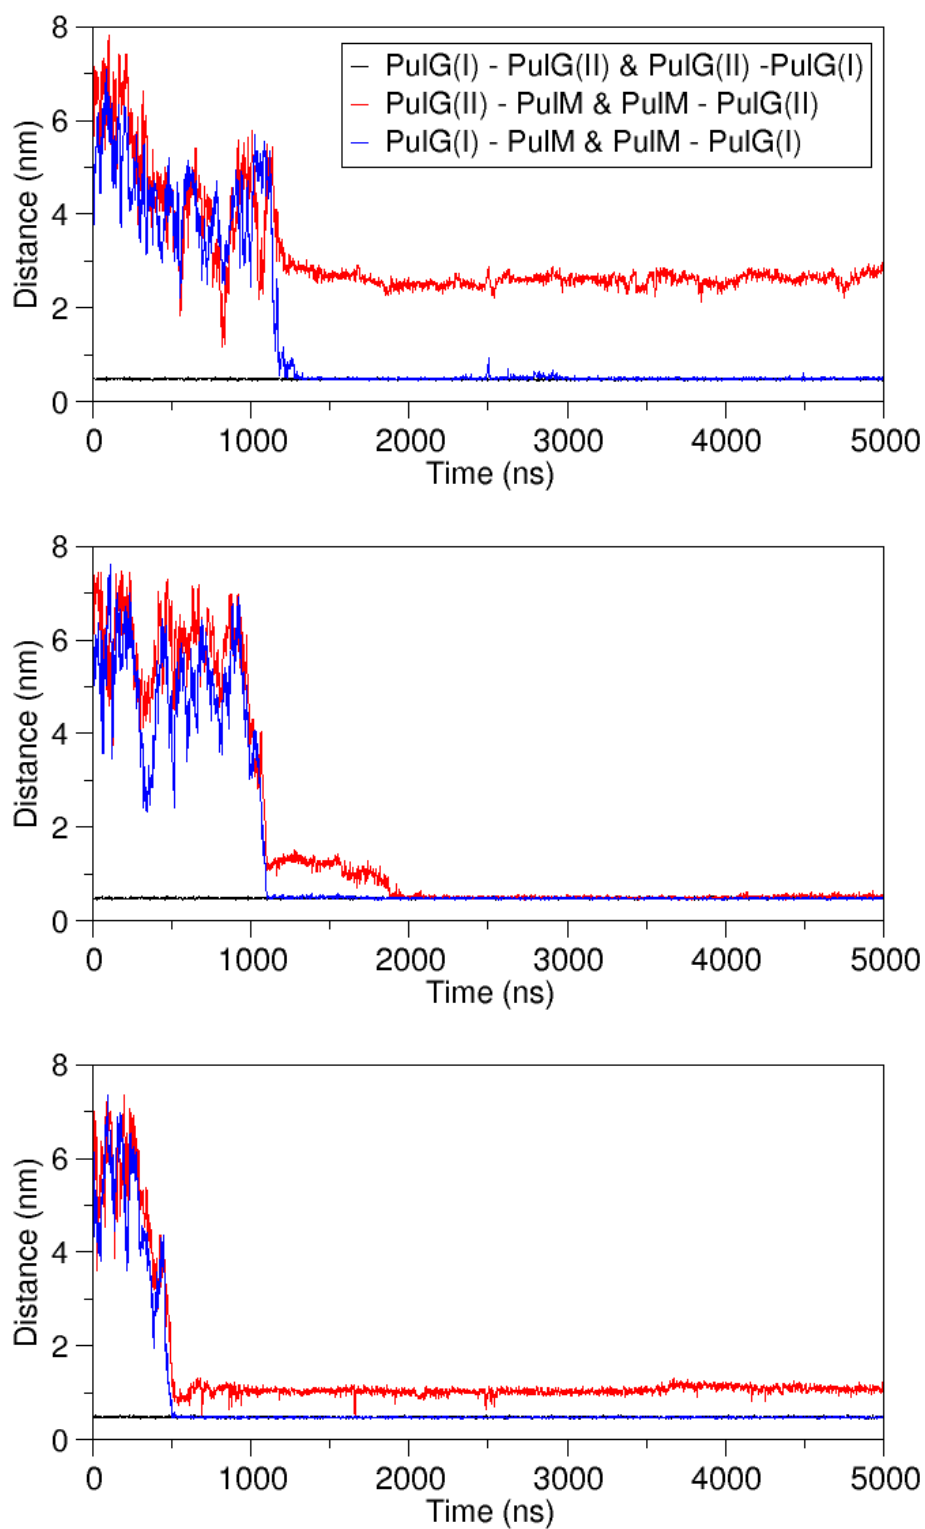 8
6
4
2
0
Distance (nm)
PulG(I) - PulG(II) & PulG(II) -PulG(I)
PulG(II) - PulM & PulM - PulG(II)
PulG(I) - PulM & PulM - PulG(I)
0 1000 2000 3000 4000 5000
Time (ns)
8
6
4
2
0
Distance (nm)
0 1000 2000 3000 4000 5000
Time (ns)
8
6
4
2
0
Distance (nm)
0 1000 2000 3000 4000 5000
Time (ns)